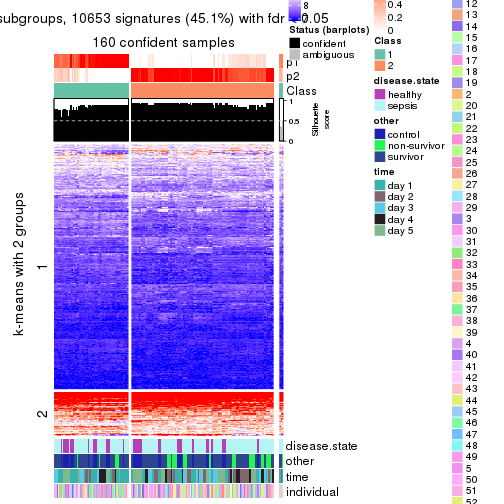 subgroups, 10653 signatures (45.1%) with fdr < 0.05
160 confident samples
p1
p2
Class
1
0.5
0
Silhouette
score
k-means with 2 groups
1
2
disease.state
other
time
individual
8
0
Status (barplots)
confident
ambiguous
0.4
0.2
0
Class
1
2
disease.state
healthy
sepsis
other
control
non-survivor
survivor
time
day 1
day 2
day 3
day 4
day 5
12
13
14
15
16
17
18
19
2
20
21
22
23
24
25
26
27
28
29
3
30
31
32
33
34
35
36
37
38
39
4
40
41
42
43
44
45
46
47
48
49
5
50
51
52